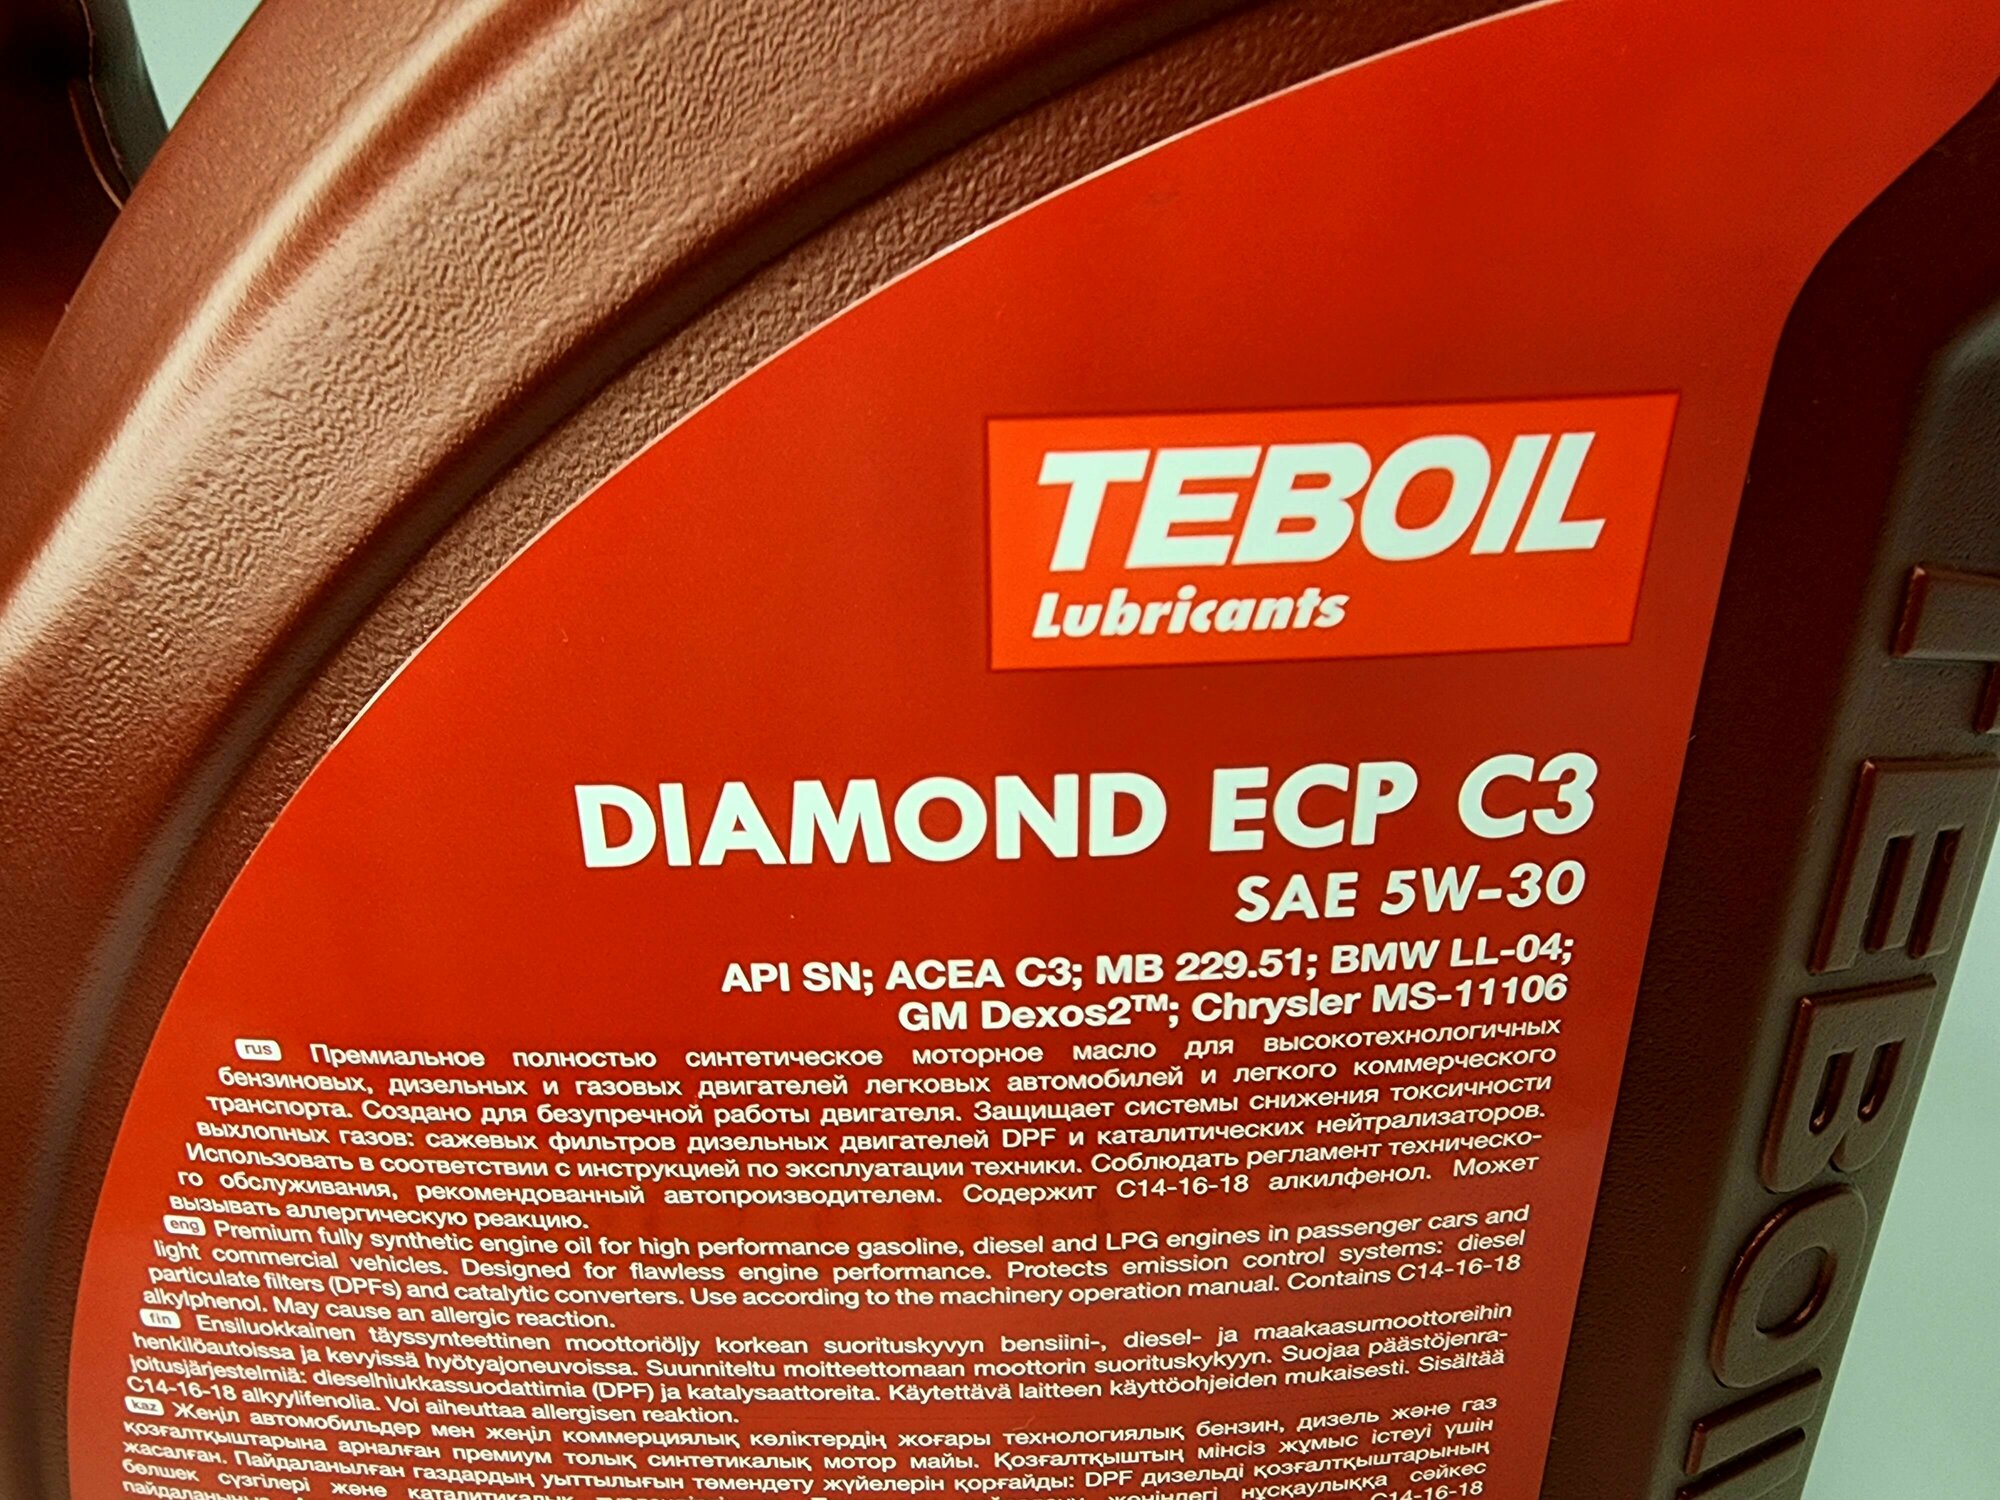 TEBOIL
Lubricants
DIAMOND ECP C3
SAE 5W-30
API SN; ACEA C3; MB 229.51; BMW LL-04;
GM Dexos2™; Chrysler MS-11106
rus Премиальное полностью синтетическое моторное масло для высокотехнологичных
бензиновых, дизельных и газовых двигателей легковых автомобилей и легкого коммерческого
транспорта. Создано для безупречной работы двигателя. Защищает системы снижения токсичности
выхлопных газов: сажевых фильтров дизельных двигателей DPF и каталитических нейтрализаторов.
Использовать в соответствии с инструкцией по эксплуатации техники. Соблюдать регламент техническо-
го обслуживания, рекомендованный автопроизводителем. Содержит C14-16-18 алкилфенол. Может
вызывать аллергическую реакцию.
eng Premium fully synthetic engine oil for high performance gasoline, diesel and LPG engines in passenger cars and
light commercial vehicles. Designed for flawless engine performance. Protects emission control systems: diesel
particulate filters (DPFs) and catalytic converters. Use according to the machinery operation manual. Contains C14-16-18
alkylphenol. May cause an allergic reaction.
fin Ensiluokkainen täyssynteettinen moottoriöljy korkean suorituskyvyn bensiini-, diesel- ja maakaasumoottoreihin
henkilöautoissa ja kevyissä hyötyajoneuvoissa. Suunniteltu moitteettomaan moottorin suorituskykyyn. Suojaa päästöjenra-
joitusjärjestelmiä: dieselhiukkassuodattimia (DPF) ja katalysaattoreita. Käytettävä laitteen käyttöohjeiden mukaisesti. Sisältää
C14-16-18 alkyylifenolia. Voi aiheuttaa allergisen reaktion.
kaz Жеңіл автомобильдер мен жеңіл коммерциялық көліктердің жоғары технологиялық бензин, дизель және газ
қозғалтқыштарына арналған премиум толық синтетикалық мотор майы. Қозғалтқыштың мінсіз жұмыс істеуі үшін
жасалған. Пайдаланылған газдардың уыттылығын төмендету жүйелерін қорғайды: DPF дизельді қозғалтқыштарының
бөлшек сүзгілері және каталитикалық нұсқаулыққа сәйкес
C14-16-18
TEBOIL